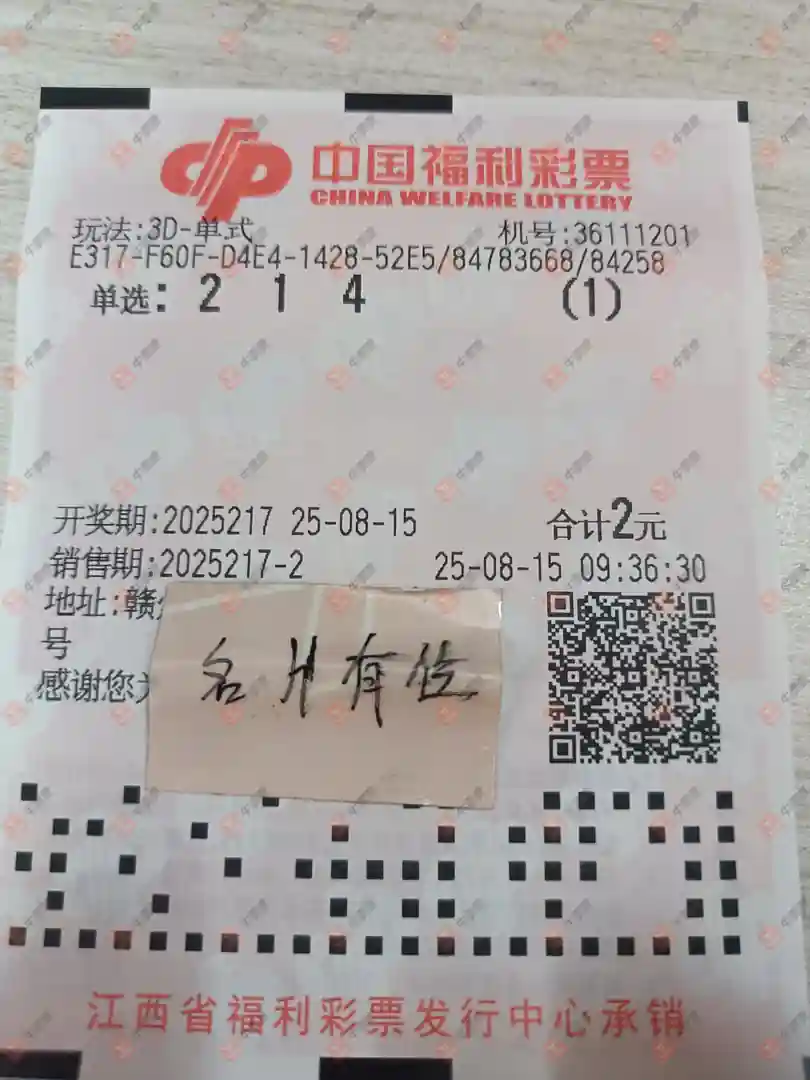 中国福利彩票
CHINA WELFARE LOTTERY
玩法:3D-单式 机号:36111201
E317-F60F-D4E4-1428-52E5/84783668/84258
单选: 2 1 4 (1)
开奖期:2025217 25-08-15 合计2元
销售期:2025217-2 25-08-15 09:36:30
地址:赣
号
感谢您
名片有位
江西省福利彩票发行中心承销